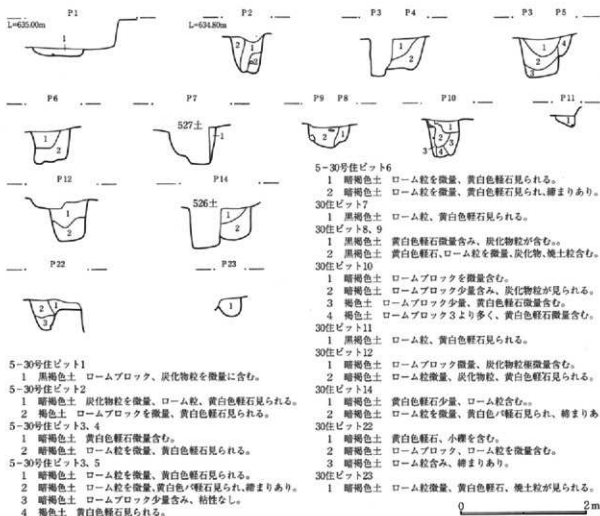 P1
P2
P3 P4
P3 P5
L=635.00m
L=634.80m
1
2 1
2
1
2
1
4
2
3
P6
P7
P9 P8
P10
P11
527土
1
2
1
2 1
1
2
3
3
4
1
P12
P14
526土
1
2
1
2
P22
P23
2 1
3
1
5-30号住ピット1
1 黒褐色土 ロームブロック、炭化物粒を微量に含む。
5-30号住ピット2
1 暗褐色土 炭化物粒を微量、ローム粒、黄白色軽石見られる。
2 褐色土 ロームブロックを微量、黄白色軽石見られる。
5-30号住ピット3、4
1 暗褐色土 黄白色軽石微量含む。
2 暗褐色土 ローム粒を微量、黄白色軽石見られる。
5-30号住ピット3、5
1 暗褐色土 ローム粒を微量、黄白色軽石見られる。
2 暗褐色土 ローム粒を微量、黄白色パ軽石見られ、締まりあり。
3 暗褐色土 ロームブロック少量含み、粘性なし。
4 褐色土 黄白色軽石見られる。
5-30号住ピット6
1 暗褐色土 ローム粒を微量、黄白色軽石見られる。
2 暗褐色土 ローム粒を微量、黄白色軽石見られ、締まりあり。
30住ピット7
1 黒褐色土 ローム粒、黄白色軽石見られる。
30住ピット8、9
1 黒褐色土 黄白色軽石微量含み、炭化物粒が含む。。
2 黒褐色土 黄白色軽石、ローム粒を微量、炭化物、焼土粒含む。
30住ピット10
1 暗褐色土 ロームブロックを微量含む。
2 暗褐色土 ロームブロック少量含み、炭化物粒が見られる。
3 褐色土 ロームブロック少量、黄白色軽石微量含む。
4 褐色土 ロームブロック3より多く、黄白色軽石微量含む。
30住ピット11
1 黒褐色土 ローム粒、黄白色軽石見られる。
30住ピット12
1 暗褐色土 ロームブロック微量、炭化物粒極微量含む。
2 暗褐色土 ローム粒微量、炭化物粒、黄白色軽石見られる。
30住ピット14
1 暗褐色土 黄白色軽石少量、ローム粒含む。。
2 暗褐色土 ローム粒を微量、黄白色パ軽石見られ、締まりあ
30住ピット22
1 暗褐色土 黄白色軽石、小礫を含む。
2 暗褐色土 ロームブロック、ローム粒を微量含む。
3 暗褐色土 ローム粒含み、締まりあり。
30住ピット23
1 暗褐色土 ローム粒微量、黄白色軽石、焼土粒が見られる。
0 2m